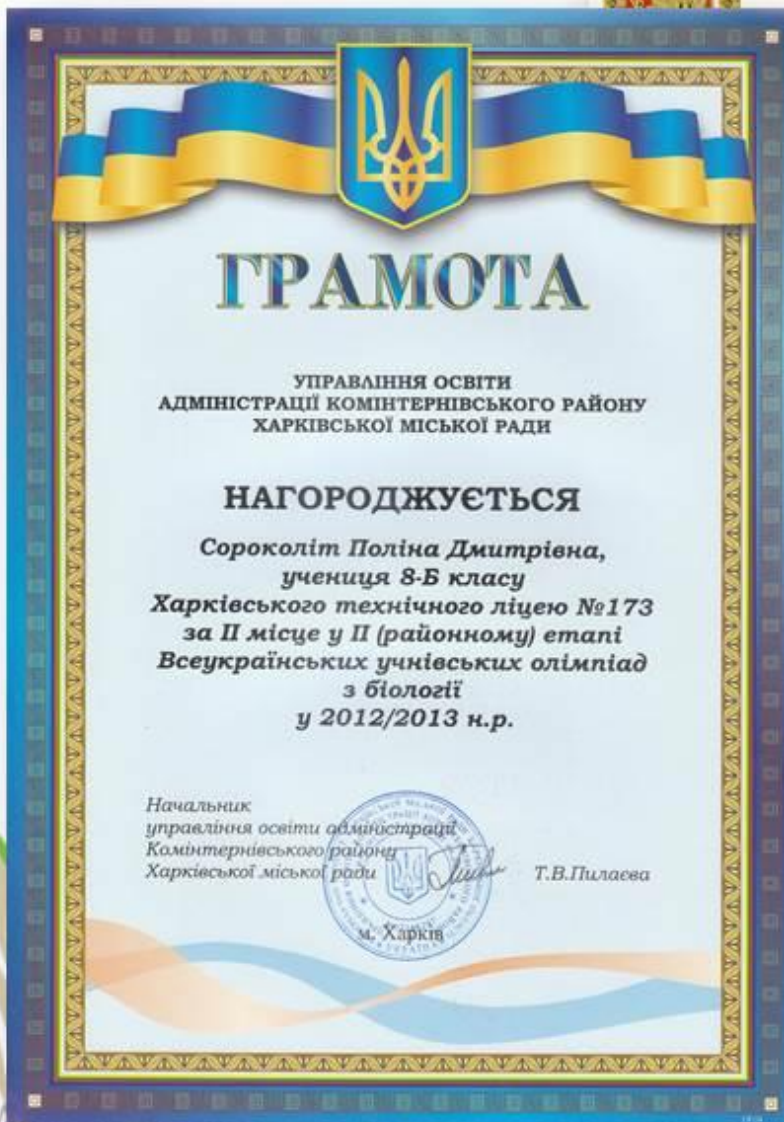 ГРАМОТА
УПРАВЛІННЯ ОСВІТИ
АДМІНІСТРАЦІЇ КОМІНТЕРНІВСЬКОГО РАЙОНУ
ХАРКІВСЬКОЇ МІСЬКОЇ РАДИ
НАГОРОДЖУЄТЬСЯ
Сороколіт Поліна Дмитрівна,
учениця 8-Б класу
Харківського технічного ліцею №173
за II місце у II (районному) етапі
Всеукраїнських учнівських олімпіад
з біології
у 2012/2013 н.р.
Начальник
управління освіти адміністрації
Комінтернівського району
Харківської міської ради Т.В.Пилаєва
м. Харків